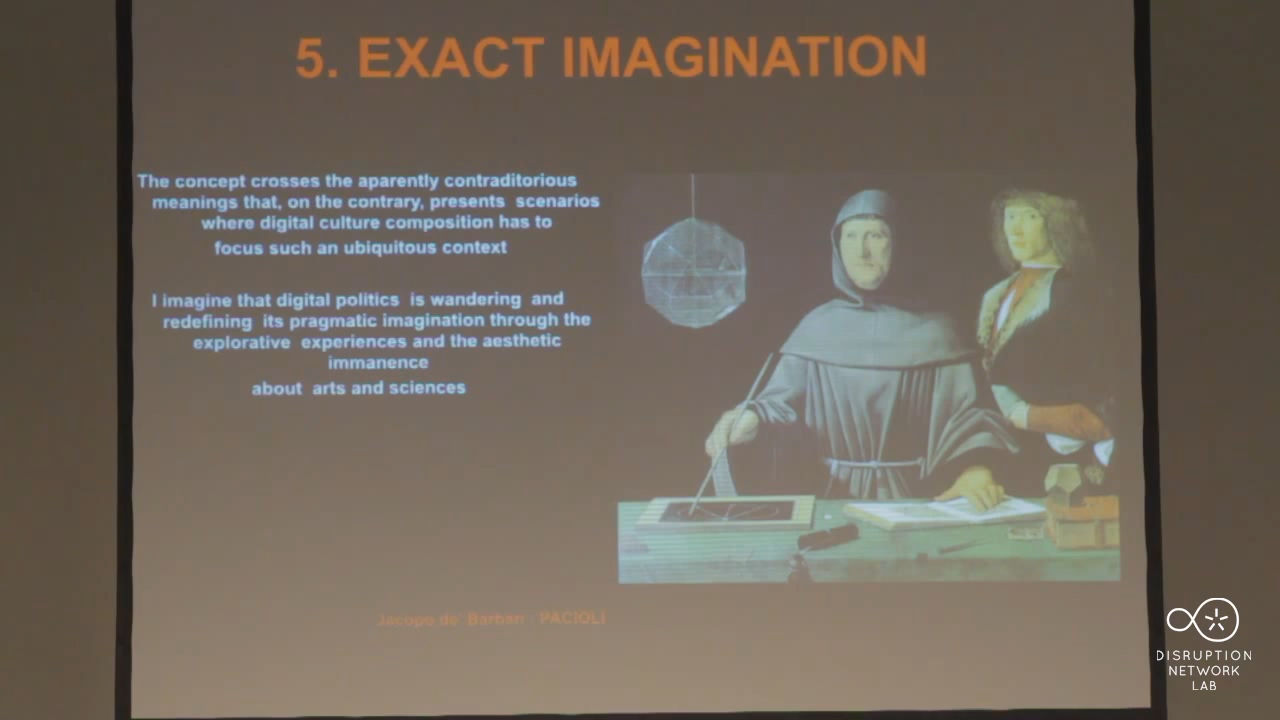 5. EXACT IMAGINATION
The concept crosses the aparently contraditorious
meanings that, on the contrary, presents scenarios
where digital culture composition has to
focus such an ubiquitous context
I imagine that digital politics is wandering and
redefining its pragmatic imagination through the
explorative experiences and the aesthetic
immanence
about arts and sciences
Jacopo de' Barbari PACIOLI
DISRUPTION
NETWORK
LAB